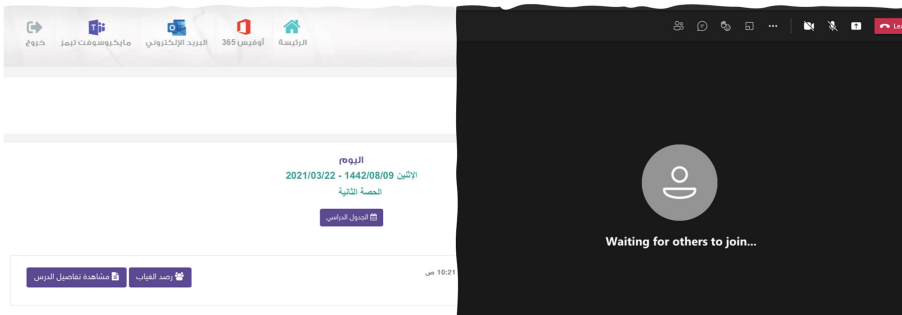 الرئيسة
أوفيس 365
البريد الإلكتروني
مايكروسوفت تيمز
خروج
اليوم
الإثنين 1442/08/09 - 2021/03/22
الحصة الثانية
الجدول الدراسي
10:21 ص
رصد الغياب
مشاهدة تفاصيل الدرس
Lea
Waiting for others to join...